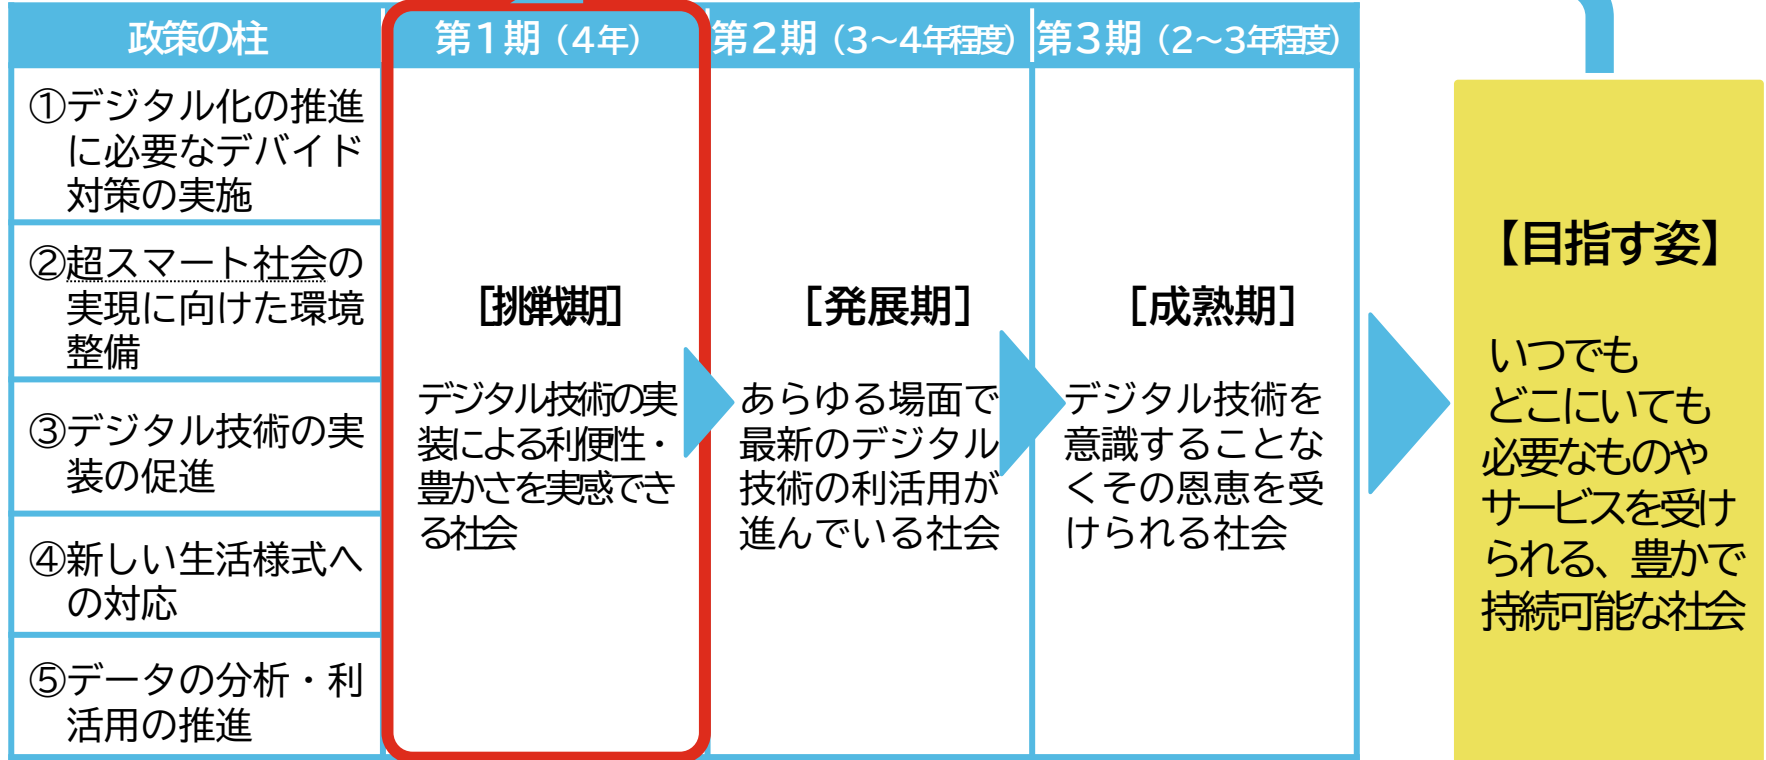 政策の柱
第1期（4年）
第2期（3～4年程度）
第3期（2～3年程度）
①デジタル化の推進
に必要なデバイド
対策の実施
②超スマート社会の
実現に向けた環境
整備
③デジタル技術の実
装の促進
④新しい生活様式へ
の対応
⑤データの分析・利
活用の推進
［挑戦期］
デジタル技術の実
装による利便性・
豊かさを実感でき
る社会
［発展期］
あらゆる場面で
最新のデジタル
技術の利活用が
進んでいる社会
［成熟期］
デジタル技術を
意識することな
くその恩恵を受
けられる社会
【目指す姿】
いつでも
どこにいても
必要なものや
サービスを受け
られる、豊かで
持続可能な社会